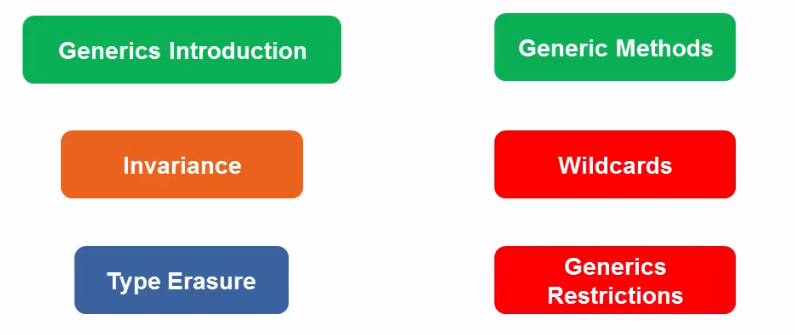 Generics Introduction
Generic Methods
Invariance
Wildcards
Type Erasure
Generics
Restrictions